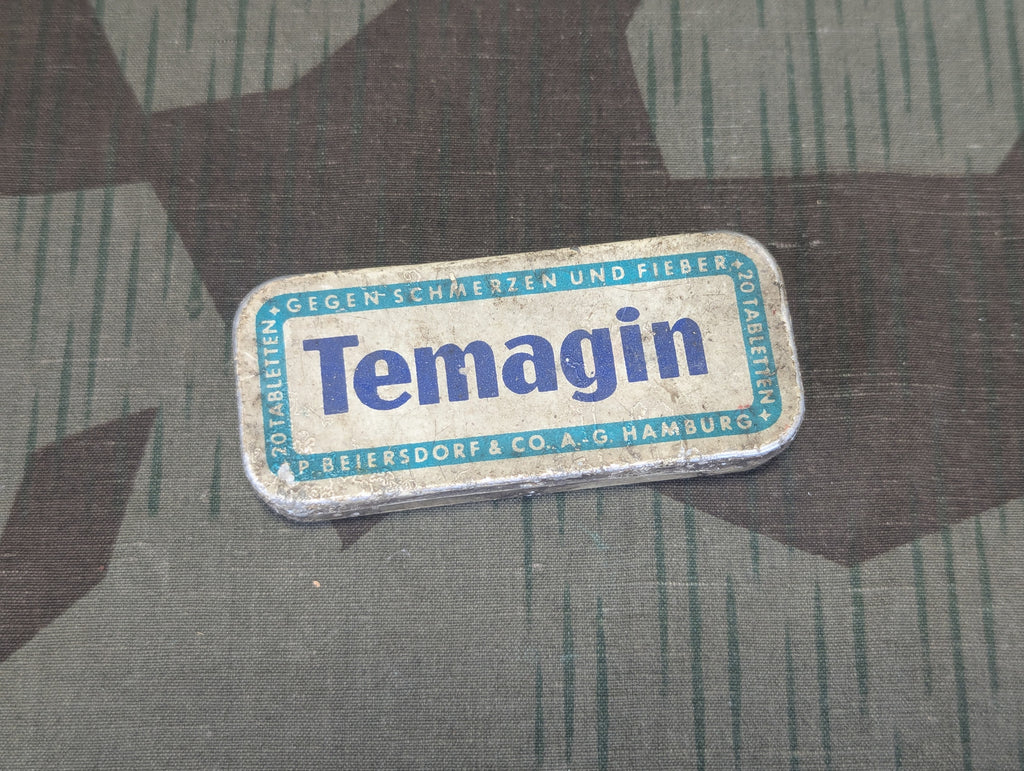 ✦ GEGEN SCHMERZEN UND FIEBER ✦
20 TABLETTEN
Temagin
20 TABLETTEN ✦
P. BEIERSDORF & CO. A.-G. HAMBURG